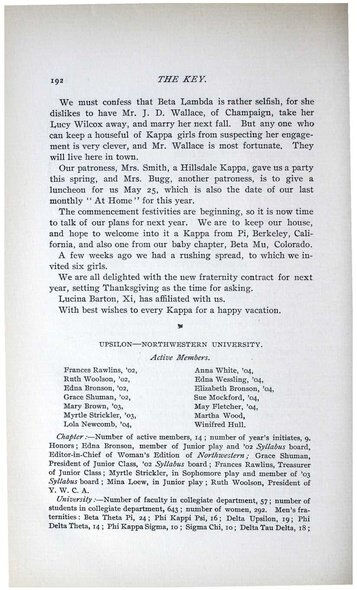 192 THE KEY.
We must confess that Beta Lambda is rather selfish, for she
dislikes to have Mr. J. D. Wallace, of Champaign, take her
Lucy Wilcox away, and marry her next fall. But any one who
can keep a houseful of Kappa girls from suspecting her engage-
ment is very clever, and Mr. Wallace is most fortunate. They
will live here in town.
Our patroness, Mrs. Smith, a Hillsdale Kappa, gave us a party
this spring, and Mrs. Bugg, another patroness, is to give a
luncheon for us May 25, which is also the date of our last
monthly "At Home" for this year.
The commencement festivities are beginning, so it is now time
to talk of our plans for next year. We are to keep our house,
and hope to welcome into it a Kappa from Pi, Berkeley, Cali-
fornia, and also one from our baby chapter, Beta Mu, Colorado.
A few weeks ago we had a rushing spread, to which we in-
vited six girls.
We are all delighted with the new fraternity contract for next
year, setting Thanksgiving as the time for asking.
Lucina Barton, Xi, has affiliated with us.
With best wishes to every Kappa for a happy vacation.
UPSILON—NORTHWESTERN UNIVERSITY.
Active Members.
Frances Rawlins, '02, Anna White, '04,
Ruth Woolson, '02, Edna Wessling, '04,
Edna Bronson, '02, Elizabeth Bronson, '04,
Grace Shuman, '02, Sue Mockford, '04,
Mary Brown, '03, May Fletcher, '04,
Myrtle Strickler, '03, Martha Wood,
Lola Newcomb, '04, Winifred Hull.
Chapter:—Number of active members, 14; number of year's initiates, 9.
Honors; Edna Bronson, member of Junior play and '02 Syllabus board,
Editor-in-Chief of Woman's Edition of Northwestern; Grace Shuman,
President of Junior Class, '02 Syllabus board; Frances Rawlins, Treasurer
of Junior Class; Myrtle Strickler, in Sophomore play and member of '03
Syllabus board; Mina Loew, in Junior play; Ruth Woolson, President of
Y. W. C. A.
University:—Number of faculty in collegiate department, 57; number of
students in collegiate department, 643; number of women, 292. Men's fra-
ternities: Beta Theta Pi, 24; Phi Kappi Psi, 16; Delta Upsilon, 19; Phi
Delta Theta, 14; Phi Kappa Sigma, 10; Sigma Chi, 10; Delta Tau Delta, 18;